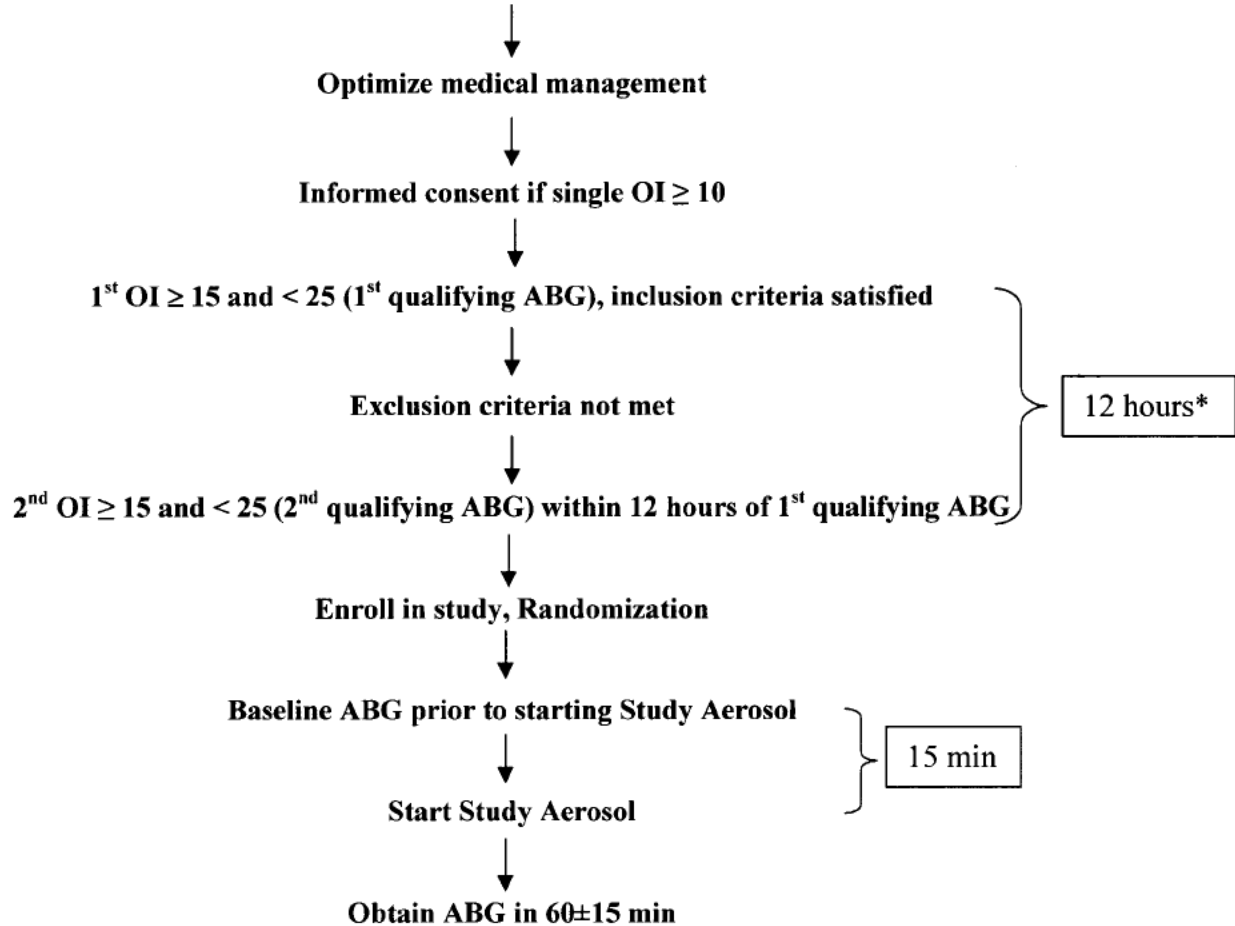 Optimize medical management
Informed consent if single OI ≥ 10
1st OI ≥ 15 and < 25 (1st qualifying ABG), inclusion criteria satisfied
Exclusion criteria not met
12 hours*
2nd OI ≥ 15 and < 25 (2nd qualifying ABG) within 12 hours of 1st qualifying ABG
Enroll in study, Randomization
Baseline ABG prior to starting Study Aerosol
15 min
Start Study Aerosol
Obtain ABG in 60±15 min